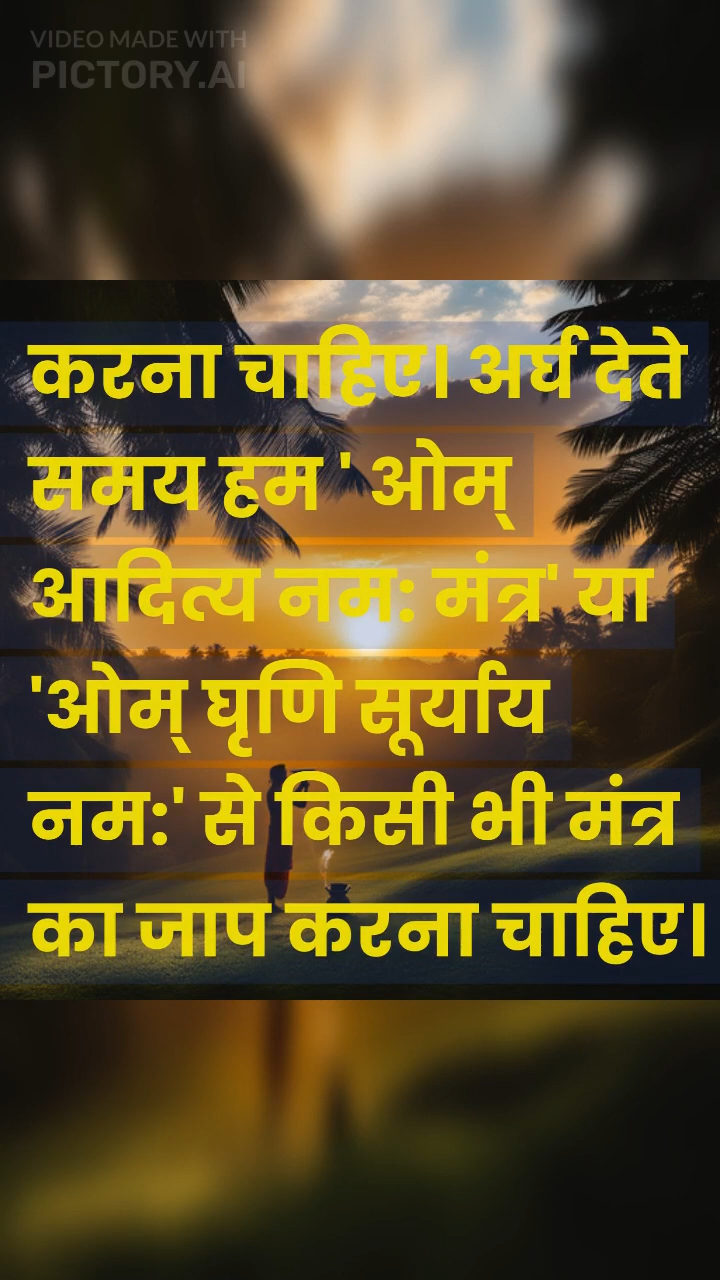 VIDEO MADE WITH
PICTORY.AI
करना चाहिए। अर्घ देते
समय हम ' ओम्
आदित्य नम: मंत्र' या
'ओम् घृणि सूर्याय
नम:' से किसी भी मंत्र
का जाप करना चाहिए।